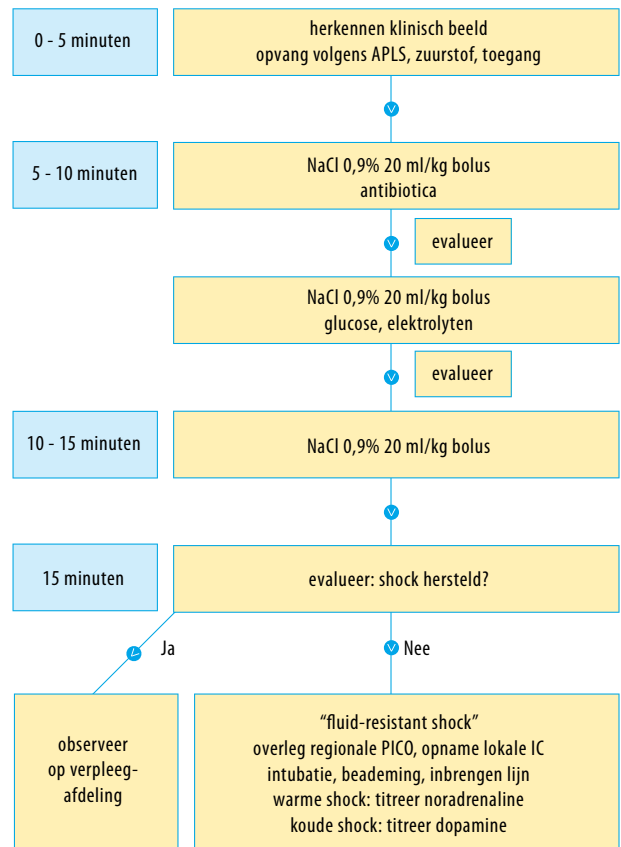 0 - 5 minuten
herkennen klinisch beeld
opvang volgens APLS, zuurstof, toegang
5 - 10 minuten
NaCl 0,9% 20 ml/kg bolus
antibiotica
evalueer
NaCl 0,9% 20 ml/kg bolus
glucose, elektrolyten
evalueer
10 - 15 minuten
NaCl 0,9% 20 ml/kg bolus
15 minuten
evalueer: shock hersteld?
Ja
Nee
observeer
op verpleeg-
afdeling
“fluid-resistant shock”
overleg regionale PICO, opname lokale IC
intubatie, beademing, inbrengen lijn
warme shock: titreer noradrenaline
koude shock: titreer dopamine